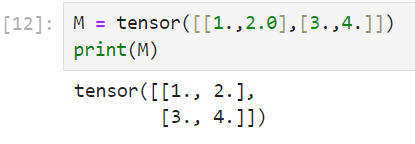 [12]: M = tensor([[1.,2.0],[3.,4.]])
print(M)
tensor([[1., 2.],
[3., 4.]])